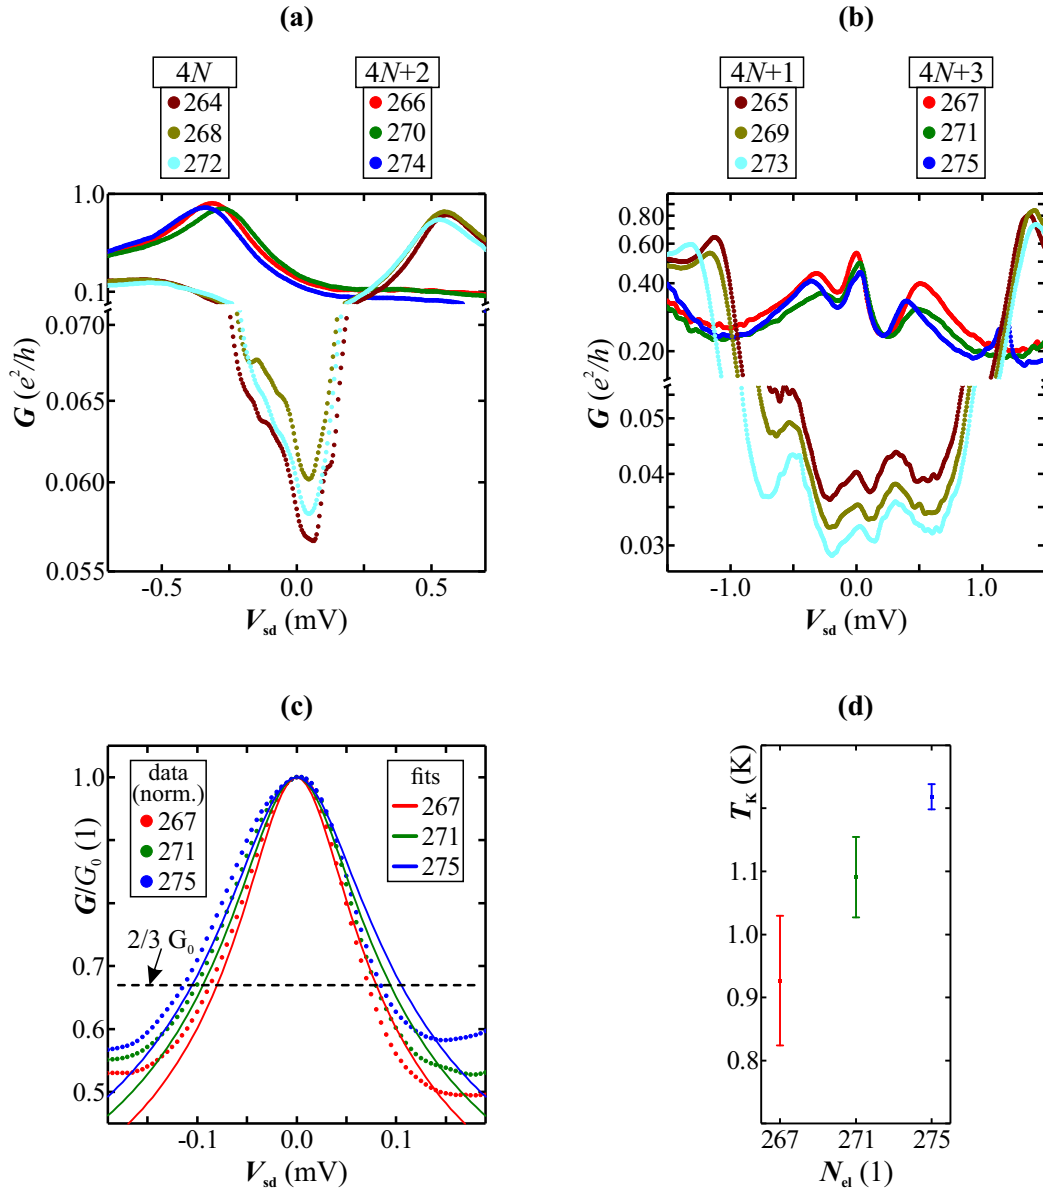 (a)
4N
264
268
272
4N+2
266
270
274
1.0
0.1
0.070
0.065
0.060
0.055
G (e²/h)
-0.5 0.0 0.5
Vsd (mV)
(b)
4N+1
265
269
273
4N+3
267
271
275
0.80
0.60
0.40
0.20
0.05
0.04
0.03
G (e²/h)
-1.0 0.0 1.0
Vsd (mV)
(c)
data
(norm.)
267
271
275
fits
267
271
275
2/3 G₀
1.0
0.9
0.8
0.7
0.6
0.5
G/G₀ (1)
-0.1 0.0 0.1
Vsd (mV)
(d)
TK (K)
1.1
1.0
0.9
0.8
267 271 275
Nel (1)